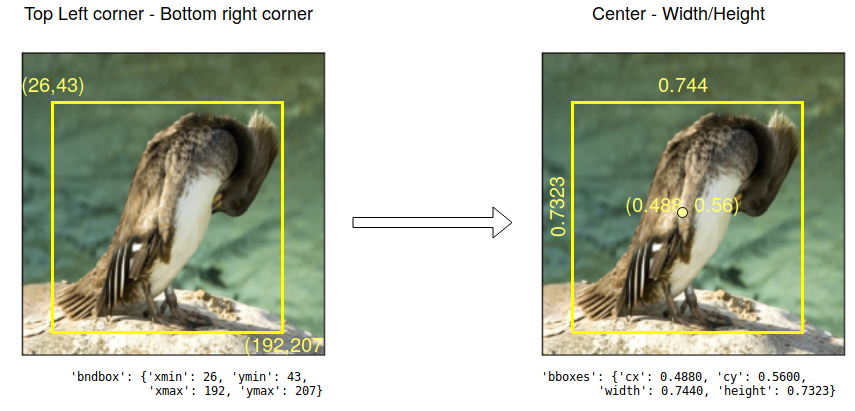 Top Left corner - Bottom right corner
Center - Width/Height
(26,43)
(192,207
0.744
0.7323
(0.488, 0.56)
'bndbox': {'xmin': 26, 'ymin': 43,
'xmax': 192, 'ymax': 207}
'bboxes': {'cx': 0.4880, 'cy': 0.5600,
'width': 0.7440, 'height': 0.7323}